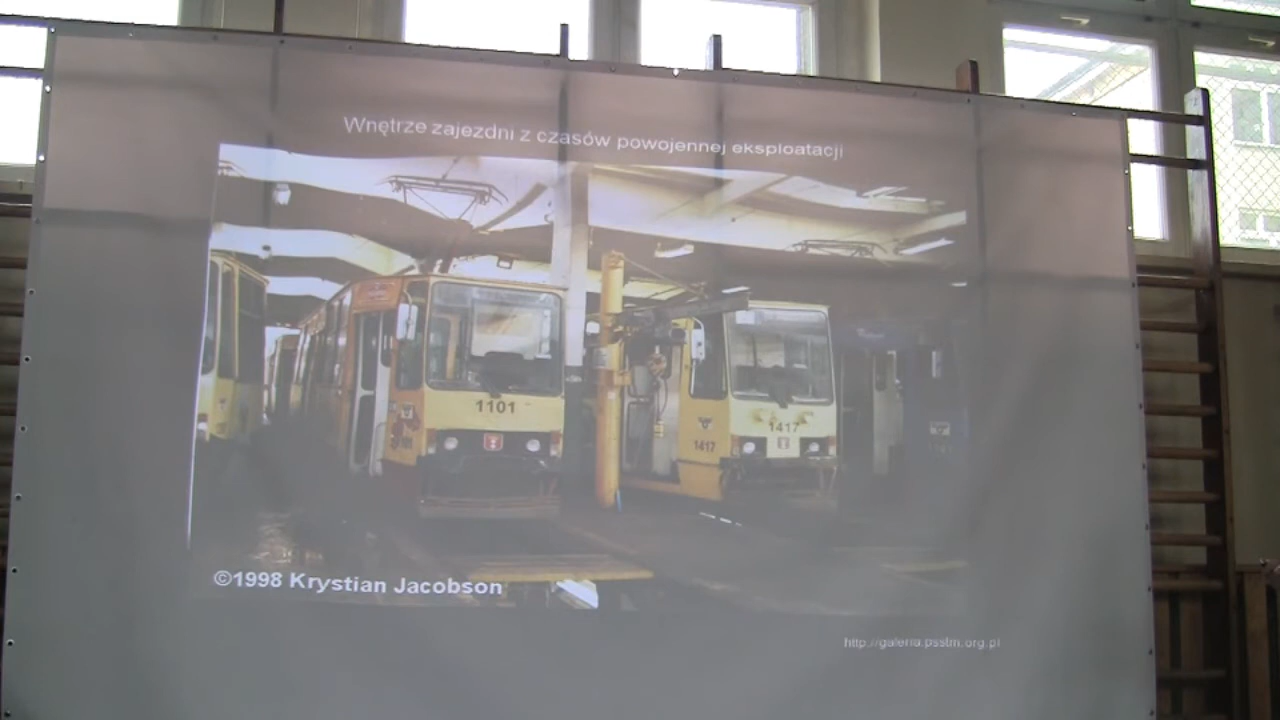 Wnętrze zajezdni z czasów powojennej eksploatacji
1101
1417
1417
©1998 Krystian Jacobson
http://galeria.psstm.org.pl